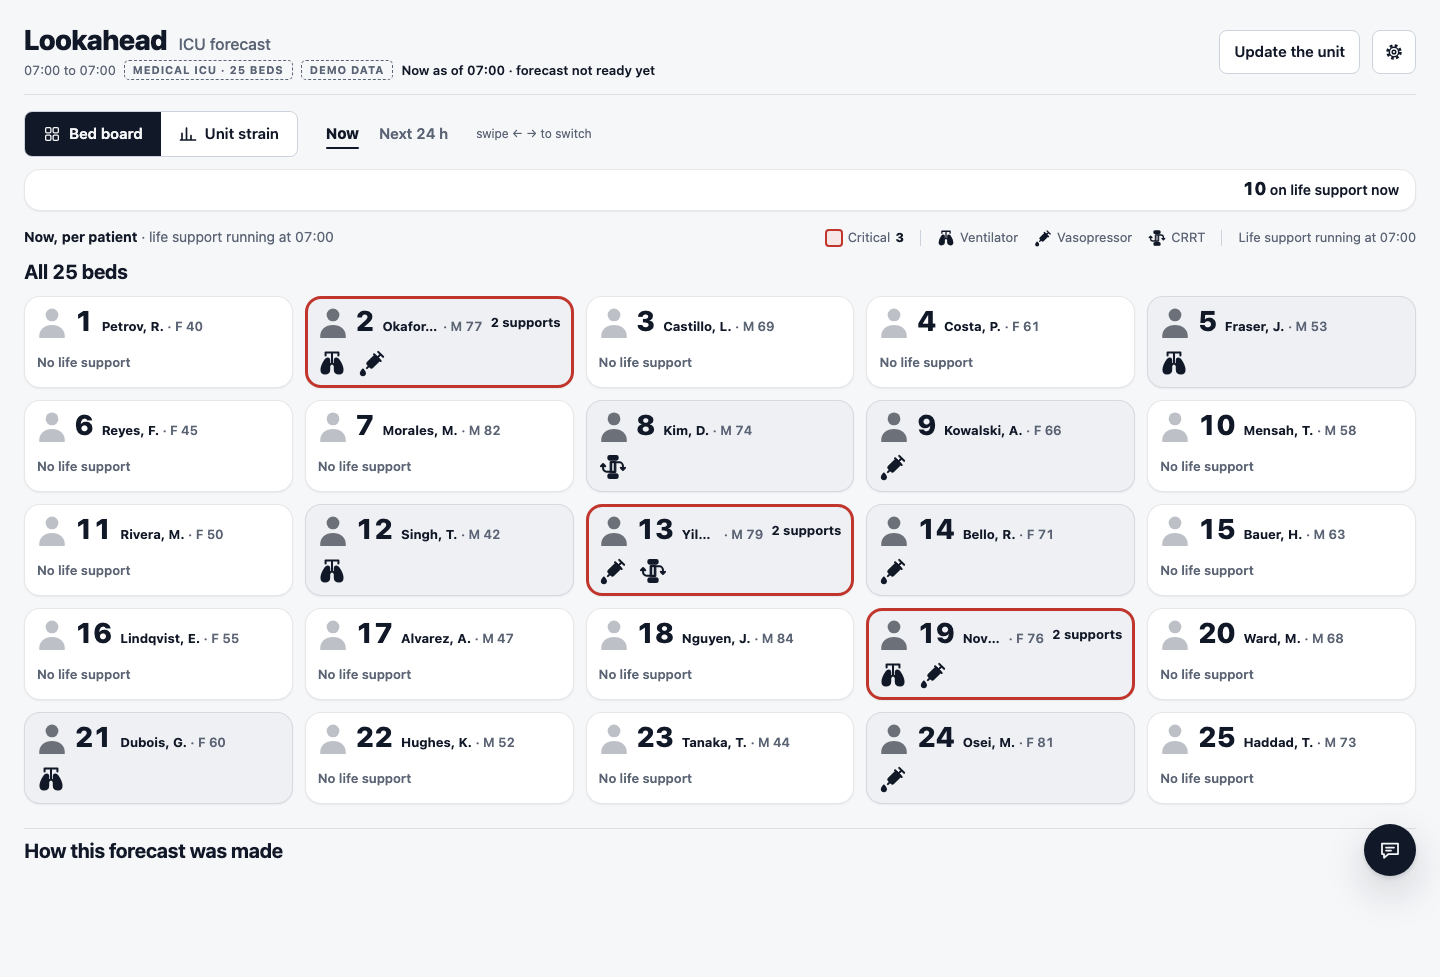 Lookahead ICU forecast
07:00 to 07:00 MEDICAL ICU · 25 BEDS DEMO DATA Now as of 07:00 · forecast not ready yet
Update the unit
Bed board Unit strain Now Next 24 h swipe ← → to switch
10 on life support now
Now, per patient · life support running at 07:00
Critical 3 Ventilator Vasopressor CRRT Life support running at 07:00
All 25 beds
1 Petrov, R. · F 40
No life support
2 Okafor... · M 77 2 supports
3 Castillo, L. · M 69
No life support
4 Costa, P. · F 61
No life support
5 Fraser, J. · M 53
6 Reyes, F. · F 45
No life support
7 Morales, M. · M 82
No life support
8 Kim, D. · M 74
9 Kowalski, A. · F 66
10 Mensah, T. · M 58
No life support
11 Rivera, M. · F 50
No life support
12 Singh, T. · M 42
13 Yil... · M 79 2 supports
14 Bello, R. · F 71
15 Bauer, H. · M 63
No life support
16 Lindqvist, E. · F 55
No life support
17 Alvarez, A. · M 47
No life support
18 Nguyen, J. · M 84
No life support
19 Nov... · F 76 2 supports
20 Ward, M. · M 68
No life support
21 Dubois, G. · F 60
22 Hughes, K. · M 52
No life support
23 Tanaka, T. · M 44
No life support
24 Osei, M. · F 81
25 Haddad, T. · M 73
No life support
How this forecast was made